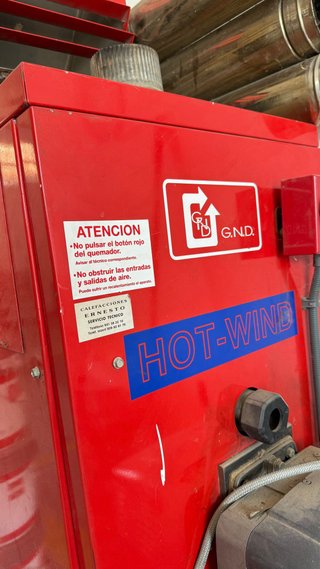 ATENCION
•No pulsar el botón rojo
del quemador.
Avisar al técnico correspondiente.
•No obstruir las entradas
y salidas de aire.
Puede sufrir un recalentamiento el aparato.
CALEFACCIONES
ERNESTO
SERVICIO TECNICO
GND
G.N.D.
HOT-WIND